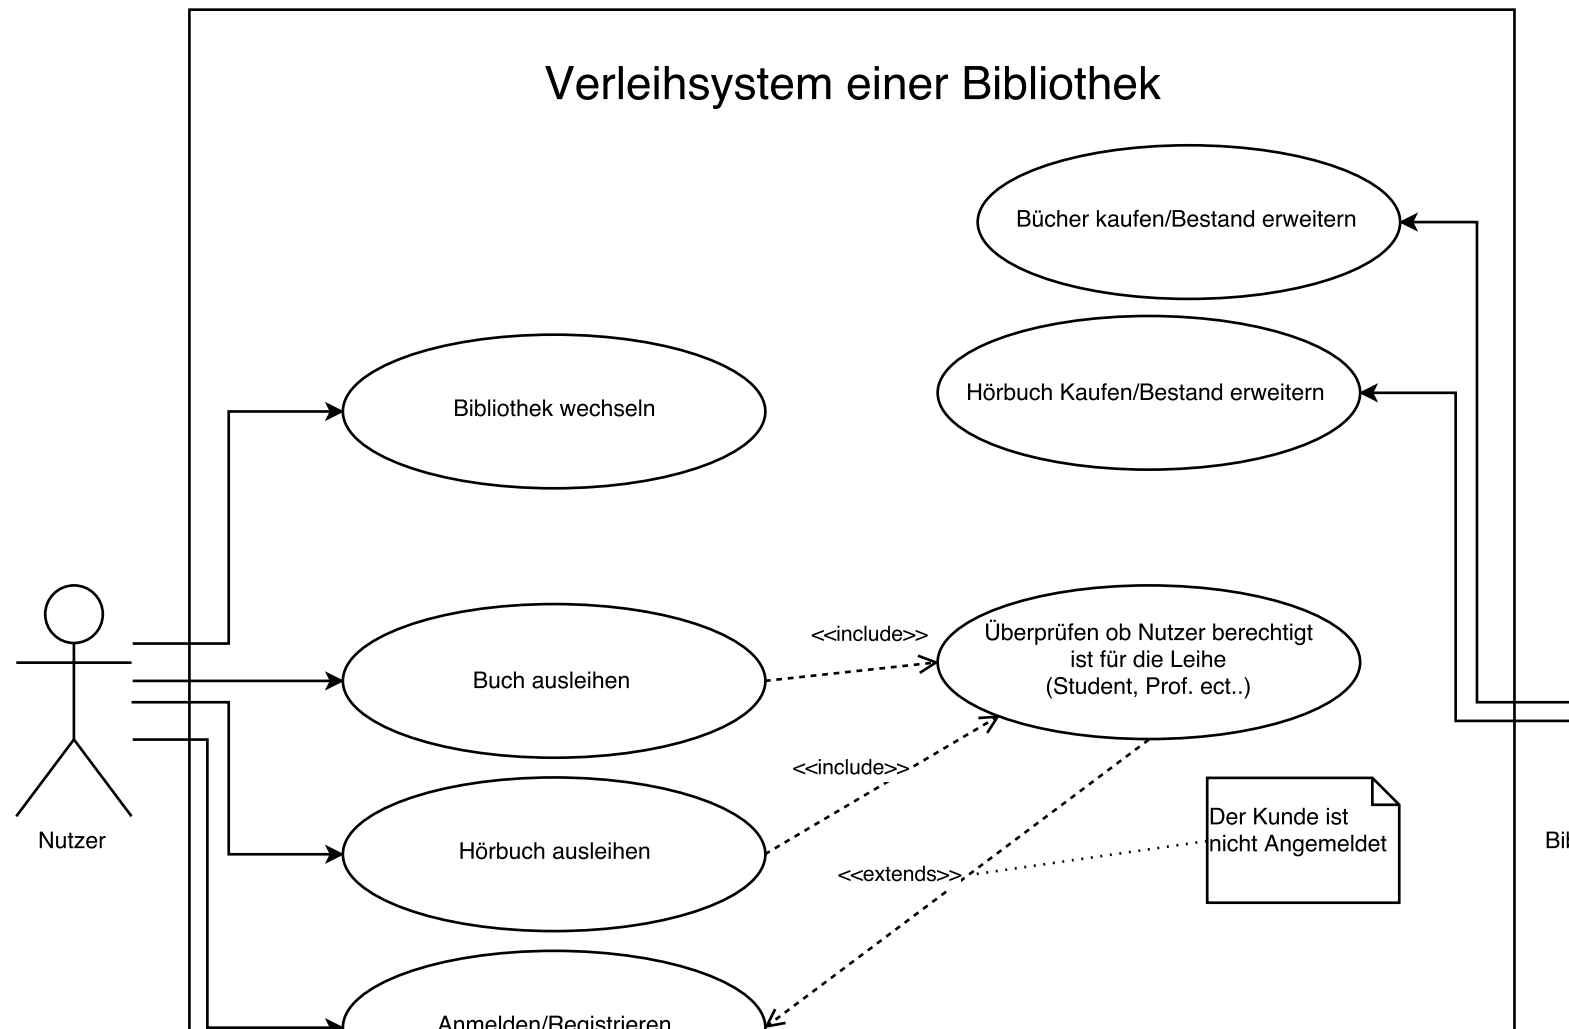 Verleihsystem einer Bibliothek
Bücher kaufen/Bestand erweitern
Hörbuch Kaufen/Bestand erweitern
Bibliothek wechseln
<<include>>
Überprüfen ob Nutzer berechtigt
ist für die Leihe
(Student, Prof. ect..)
Buch ausleihen
<<include>>
Der Kunde ist
nicht Angemeldet
Nutzer
Hörbuch ausleihen
<<extends>>
Anmelden/Registrieren